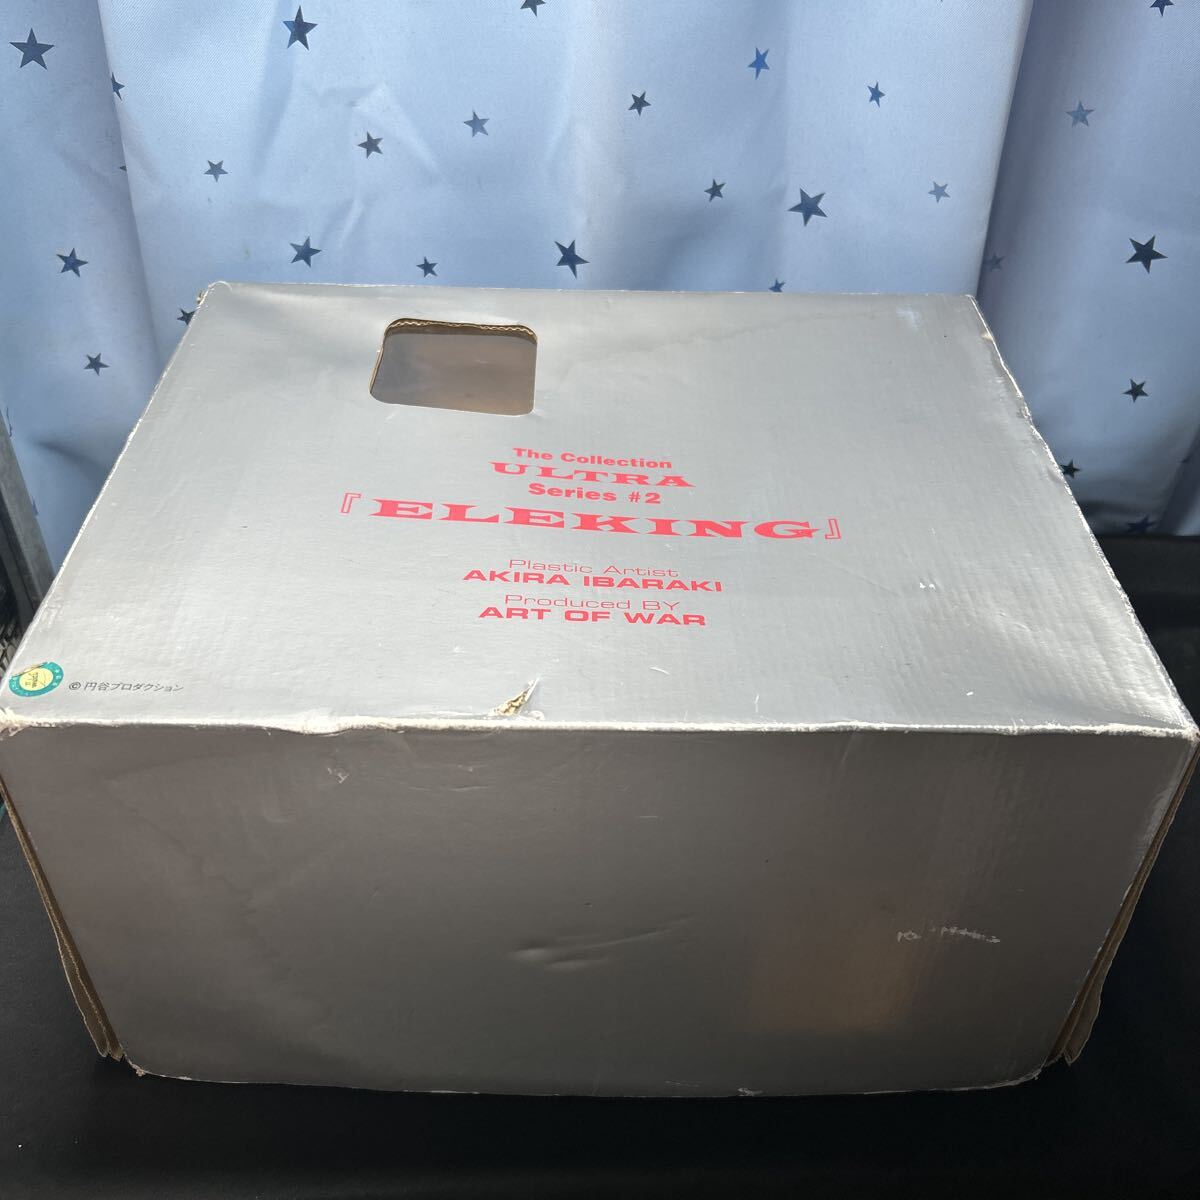 The Collection
ULTRA
Series #2
『ELEKING』
Plastic Artist
AKIRA IBARAKI
Produced BY
ART OF WAR
© 円谷プロダクション